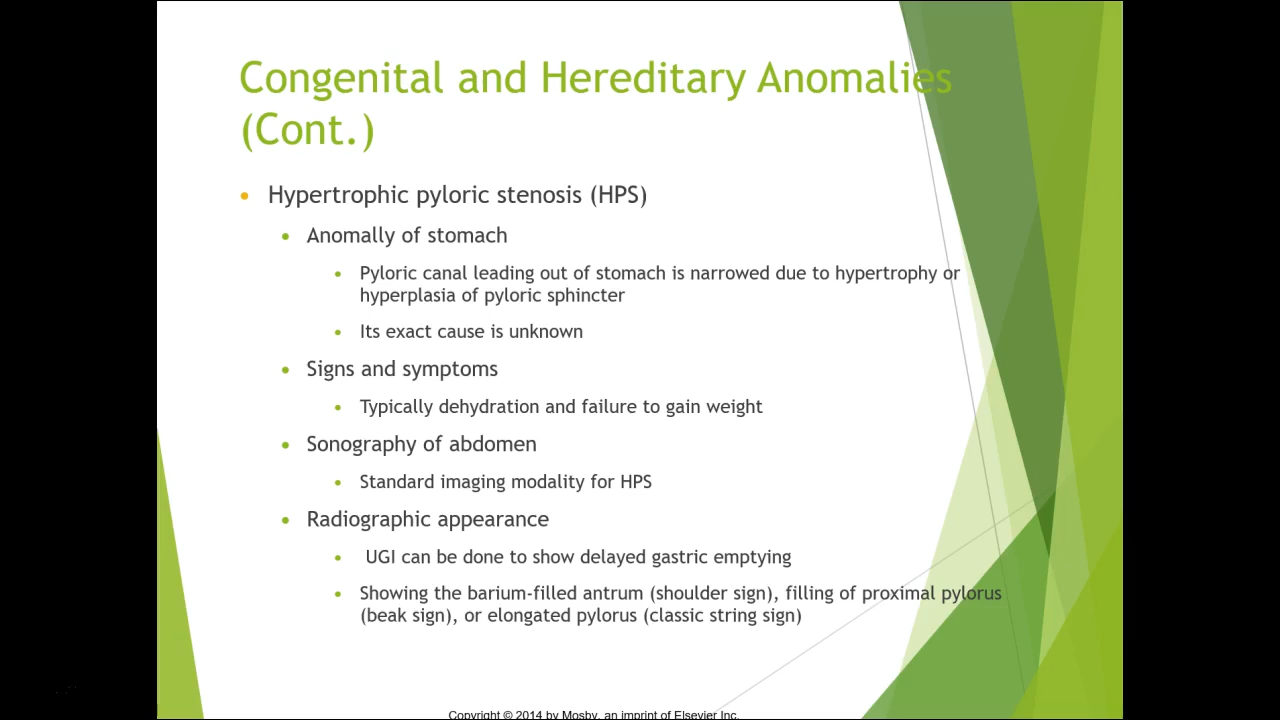 Congenital and Hereditary Anomalies
(Cont.)
Hypertrophic pyloric stenosis (HPS)
Anomally of stomach
Pyloric canal leading out of stomach is narrowed due to hypertrophy or
hyperplasia of pyloric sphincter
Its exact cause is unknown
Signs and symptoms
Typically dehydration and failure to gain weight
Sonography of abdomen
Standard imaging modality for HPS
Radiographic appearance
UGI can be done to show delayed gastric emptying
Showing the barium-filled antrum (shoulder sign), filling of proximal pylorus
(beak sign), or elongated pylorus (classic string sign)
Copyright © 2014 by Mosby, an imprint of Elsevier Inc.